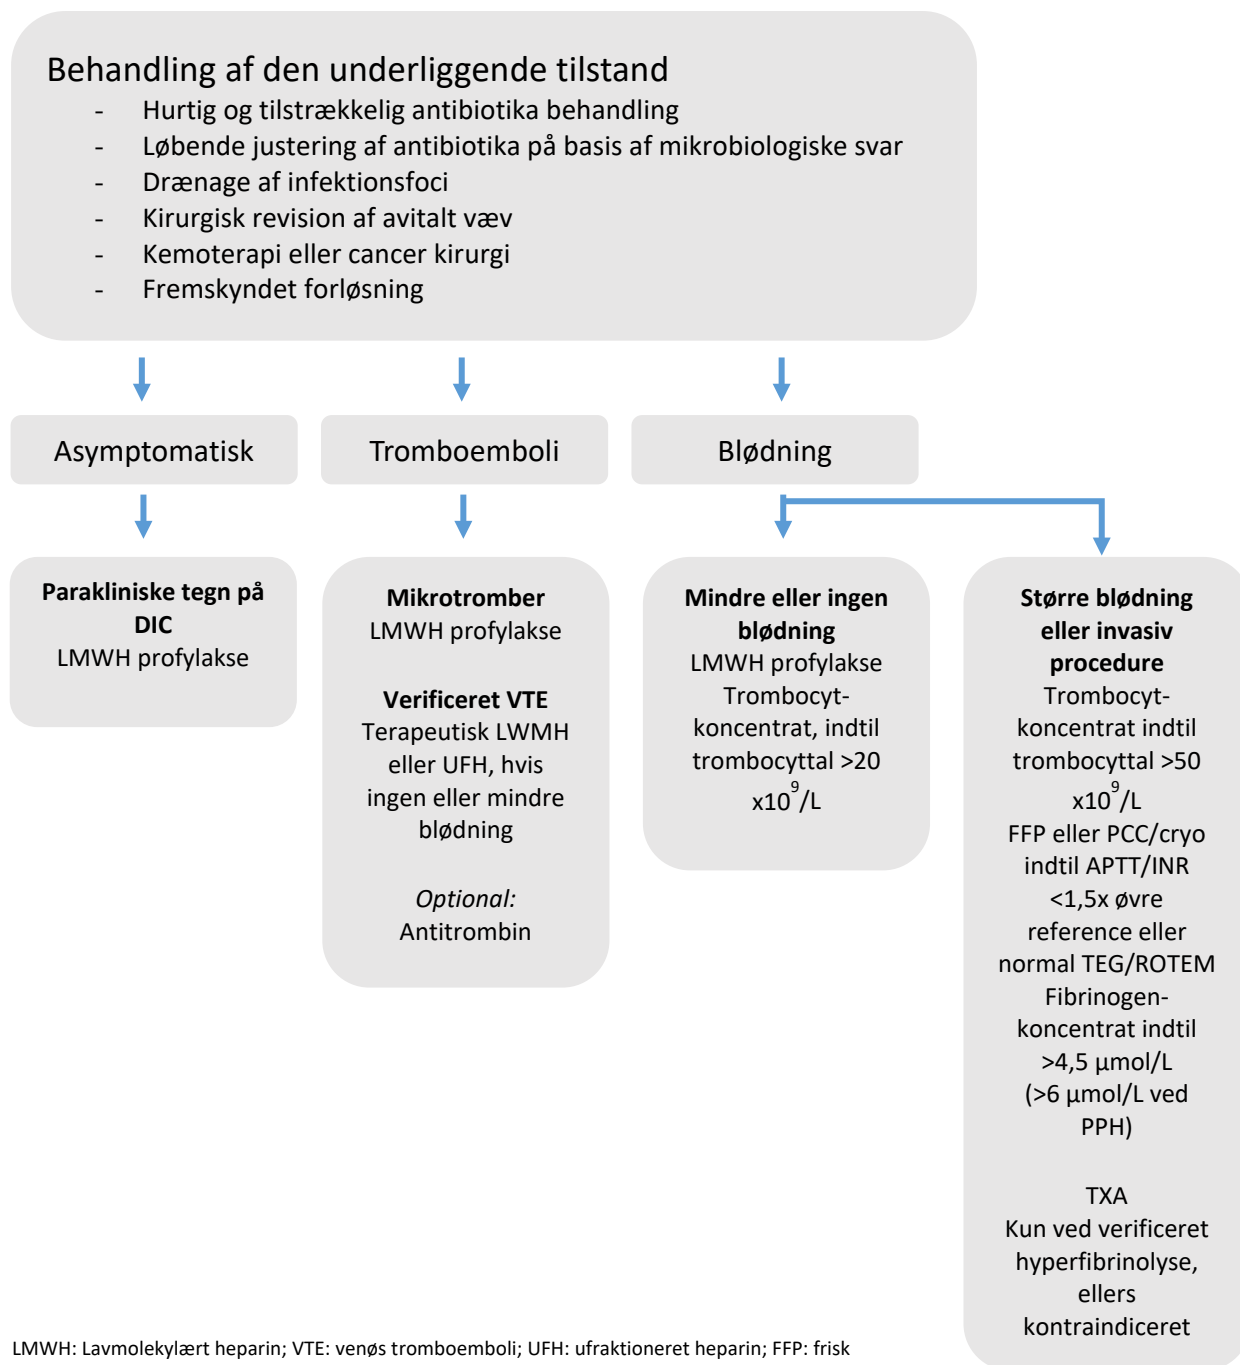 Behandling af den underliggende tilstand
- Hurtig og tilstrækkelig antibiotika behandling
- Løbende justering af antibiotika på basis af mikrobiologiske svar
- Drænage af infektionsfoci
- Kirurgisk revision af avitalt væv
- Kemoterapi eller cancer kirurgi
- Fremskyndet forløsning
Asymptomatisk
Tromboemboli
Blødning
Parakliniske tegn på
DIC
LMWH profylakse
Mikrotromber
LMWH profylakse
Verificeret VTE
Terapeutisk LWMH
eller UFH, hvis
ingen eller mindre
blødning
Optional:
Antitrombin
Mindre eller ingen
blødning
LMWH profylakse
Trombocyt-
koncentrat, indtil
trombocyttal >20
x10⁹/L
Større blødning
eller invasiv
procedure
Trombocyt-
koncentrat indtil
trombocyttal >50
x10⁹/L
FFP eller PCC/cryo
indtil APTT/INR
<1,5x øvre
reference eller
normal TEG/ROTEM
Fibrinogen-
koncentrat indtil
>4,5 µmol/L
(>6 µmol/L ved
PPH)
TXA
Kun ved verificeret
hyperfibrinolyse,
ellers
kontraindiceret
LMWH: Lavmolekylært heparin; VTE: venøs tromboemboli; UFH: ufraktioneret heparin; FFP: frisk